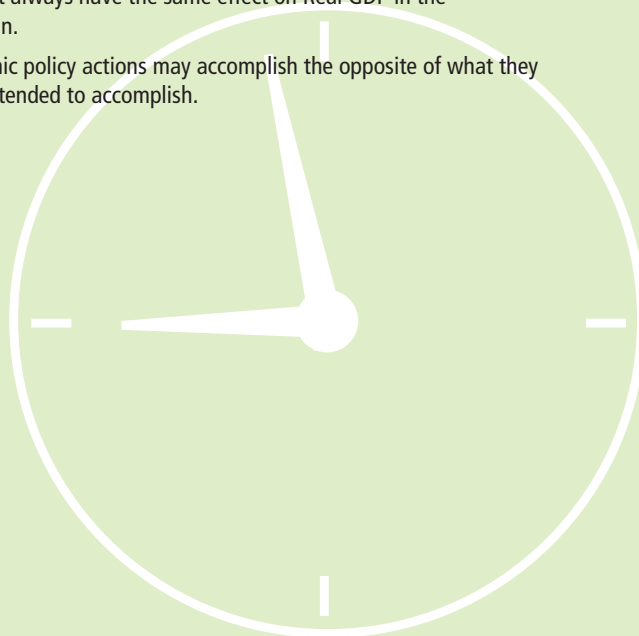 t always have the same effect on Real GDP in the
n.
nic policy actions may accomplish the opposite of what they
tended to accomplish.